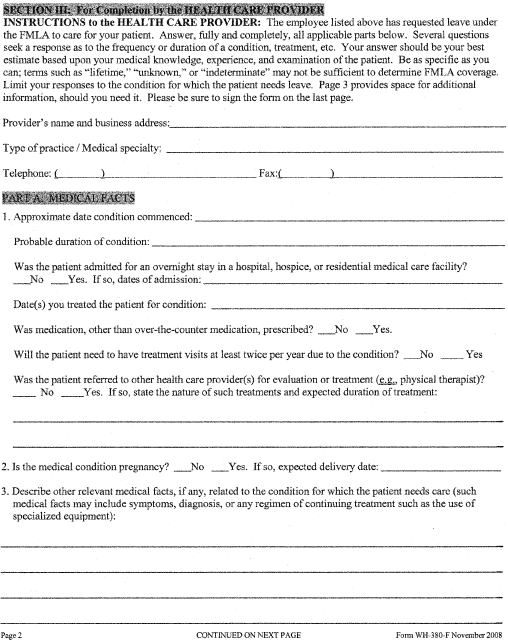 SECTION III: For Completion by the HEALTH CARE PROVIDER
INSTRUCTIONS to the HEALTH CARE PROVIDER: The employee listed above has requested leave under
the FMLA to care for your patient. Answer, fully and completely, all applicable parts below. Several questions
seek a response as to the frequency or duration of a condition, treatment, etc. Your answer should be your best
estimate based upon your medical knowledge, experience, and examination of the patient. Be as specific as you
can; terms such as “lifetime,” “unknown,” or “indeterminate” may not be sufficient to determine FMLA coverage.
Limit your responses to the condition for which the patient needs leave. Page 3 provides space for additional
information, should you need it. Please be sure to sign the form on the last page.
Provider’s name and business address:
Type of practice / Medical specialty:
Telephone: (          )          Fax:(          )
PART A: MEDICAL FACTS
1. Approximate date condition commenced:
Probable duration of condition:
Was the patient admitted for an overnight stay in a hospital, hospice, or residential medical care facility?
___No ___Yes. If so, dates of admission:
Date(s) you treated the patient for condition:
Was medication, other than over-the-counter medication, prescribed? ___No ___Yes.
Will the patient need to have treatment visits at least twice per year due to the condition? ___No ____ Yes
Was the patient referred to other health care provider(s) for evaluation or treatment (e.g., physical therapist)?
____ No ____Yes. If so, state the nature of such treatments and expected duration of treatment:
2. Is the medical condition pregnancy? ___No ___Yes. If so, expected delivery date:
3. Describe other relevant medical facts, if any, related to the condition for which the patient needs care (such
medical facts may include symptoms, diagnosis, or any regimen of continuing treatment such as the use of
specialized equipment):
Page 2 CONTINUED ON NEXT PAGE Form WH-380-F November 2008